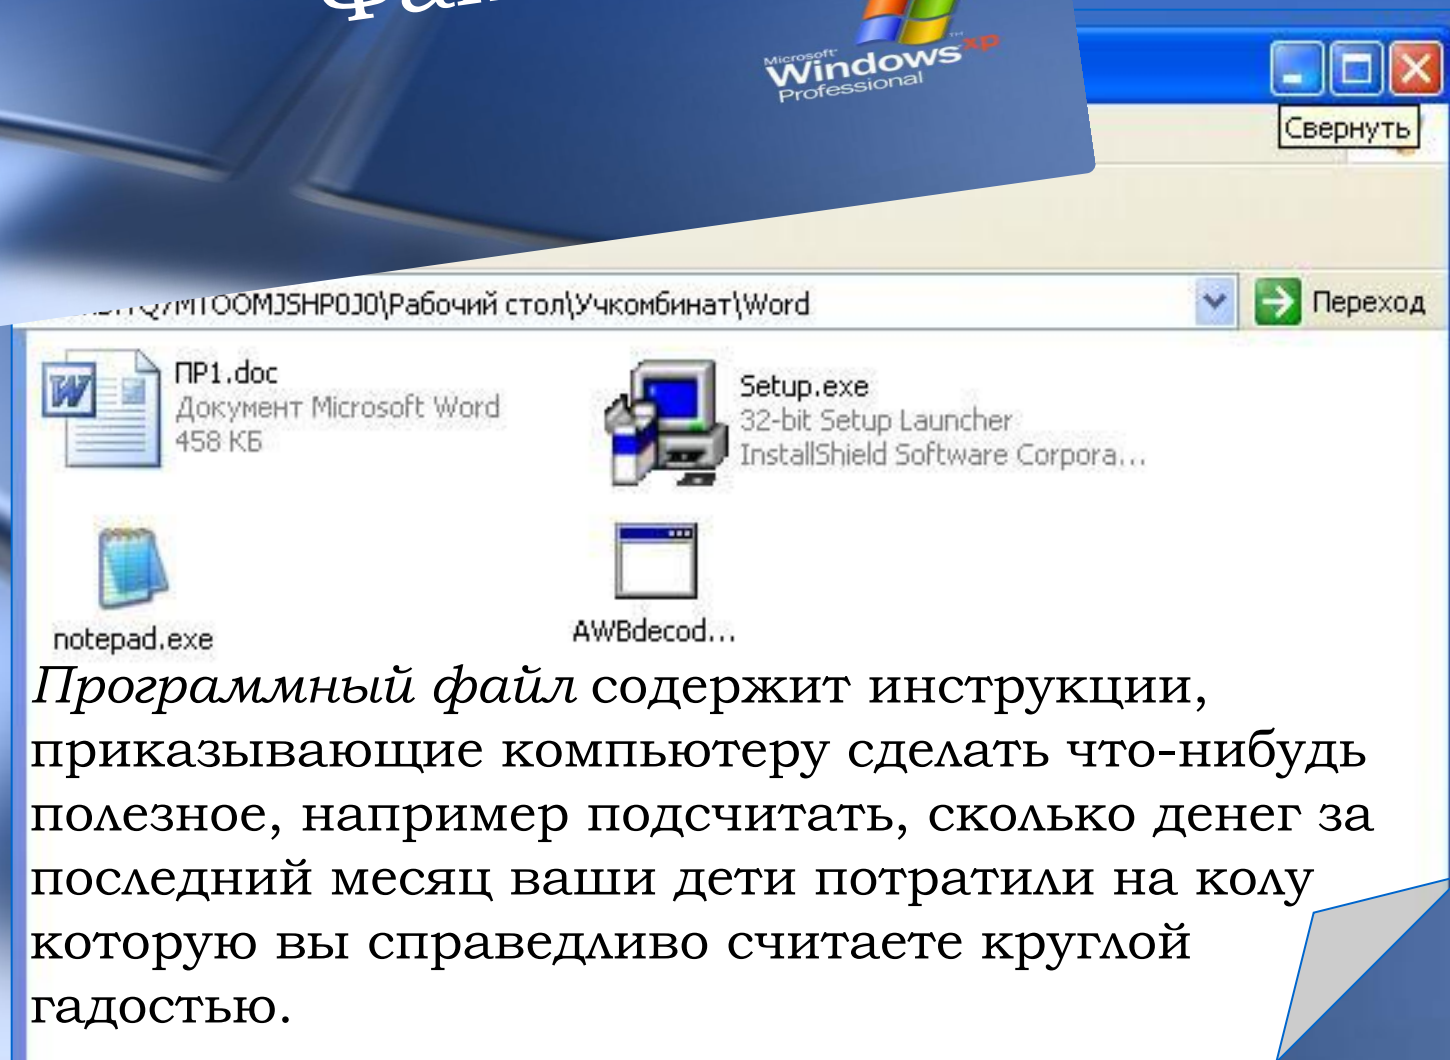 Microsoft
Windows xp
Professional
Свернуть
\Рабочий стол\Учкомбинат\Word
Переход
ПР1.doc
Документ Microsoft Word
458 КБ
Setup.exe
32-bit Setup Launcher
InstallShield Software Corpora...
notepad.exe
AWBdecod...
Программный файл содержит инструкции,
приказывающие компьютеру сделать что-нибудь
полезное, например подсчитать, сколько денег за
последний месяц ваши дети потратили на колу
которую вы справедливо считаете круглой
гадостью.